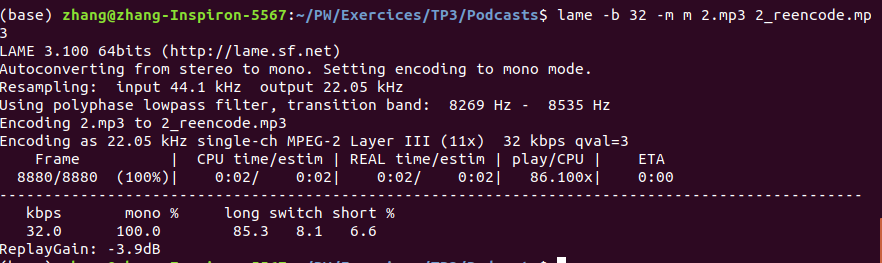 (base) zhang@zhang-Inspiron-5567:~/PW/Exercices/TP3/Podcasts$ lame -b 32 -m m 2.mp3 2_reencode.mp
3
LAME 3.100 64bits (http://lame.sf.net)
Autoconverting from stereo to mono. Setting encoding to mono mode.
Resampling:  input 44.1 kHz  output 22.05 kHz
Using polyphase lowpass filter, transition band:  8269 Hz -  8535 Hz
Encoding 2.mp3 to 2_reencode.mp3
Encoding as 22.05 kHz single-ch MPEG-2 Layer III (11x)  32 kbps qval=3
    Frame          |  CPU time/estim | REAL time/estim | play/CPU |    ETA
  8880/8880  (100%)|    0:02/    0:02|    0:02/    0:02|   86.100x|    0:00
-------------------------------------------------------------------------------
   kbps       mono %     long switch short %
   32.0      100.0        85.3   8.1   6.6
ReplayGain: -3.9dB